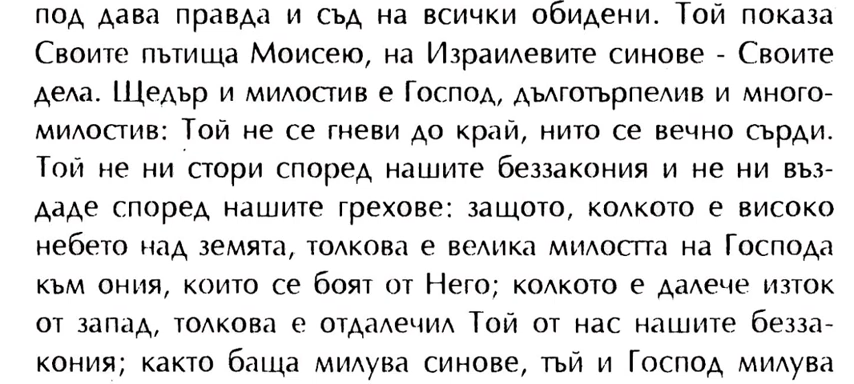 под дава правда и съд на всички обидени. Той показа
Своите пътища Моисею, на Израилевите синове - Своите
дела. Щедър и милостив е Господ, дълготърпелив и много-
милостив: Той не се гневи до край, нито се вечно сърди.
Той не ни стори според нашите беззакония и не ни въз-
даде според нашите грехове: защото, колкото е високо
небето над земята, толкова е велика милостта на Господа
към ония, които се боят от Него; колкото е далече изток
от запад, толкова е отдалечил Той от нас нашите безза-
кония; както баща милува синове, тъй и Господ милува